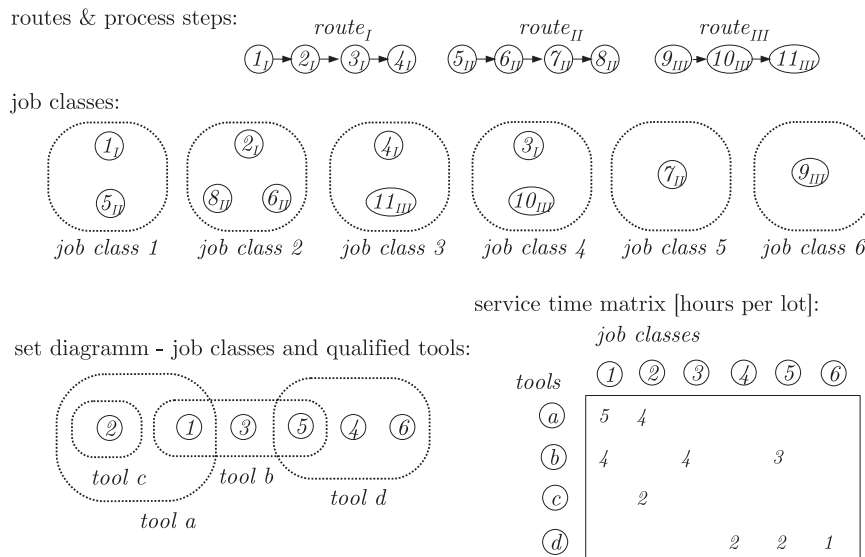 routes & process steps:
route_I route_II route_III
1_I 2_I 3_I 4_I 5_II 6_II 7_II 8_II 9_III 10_III 11_III
job classes:
1_I 2_I 4_I 3_I
7_II 9_III
5_II 8_II 6_II 11_III 10_III
job class 1 job class 2 job class 3 job class 4 job class 5 job class 6
service time matrix [hours per lot]:
job classes
set diagramm - job classes and qualified tools:
tools 1 2 3 4 5 6
a 5 4
2 1 3 5 4 6
b 4 4 3
tool c tool b tool d
c 2
tool a
d 2 2 1